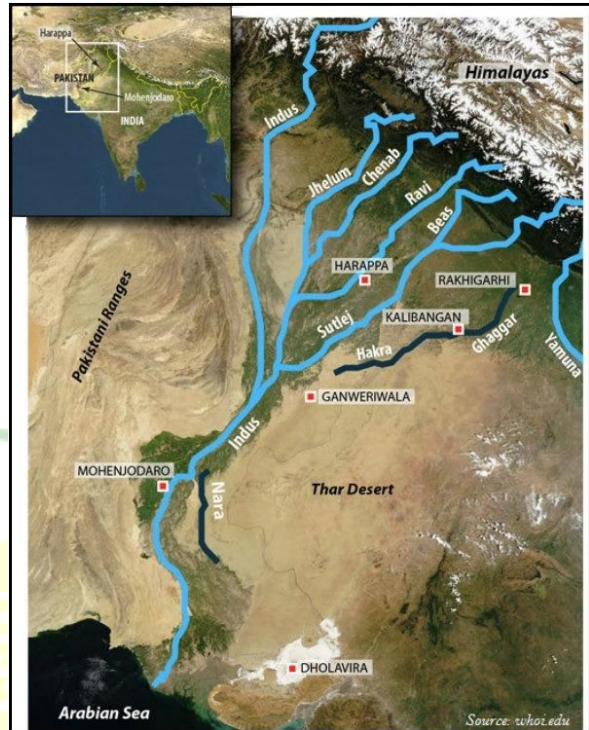 Harappa
PAKISTAN
Mohenjodaro
INDIA
Himalayas
Indus
Jhelum
Chenab
Ravi
Beas
HARAPPA
RAKHIGARHI
Sutlej
KALIBANGAN
Hakra
Ghaggar
Yamuna
Pakistani Ranges
GANWERIWALA
Indus
MOHENJODARO
Nara
Thar Desert
DHOLAVIRA
Arabian Sea
Source: whoi.edu